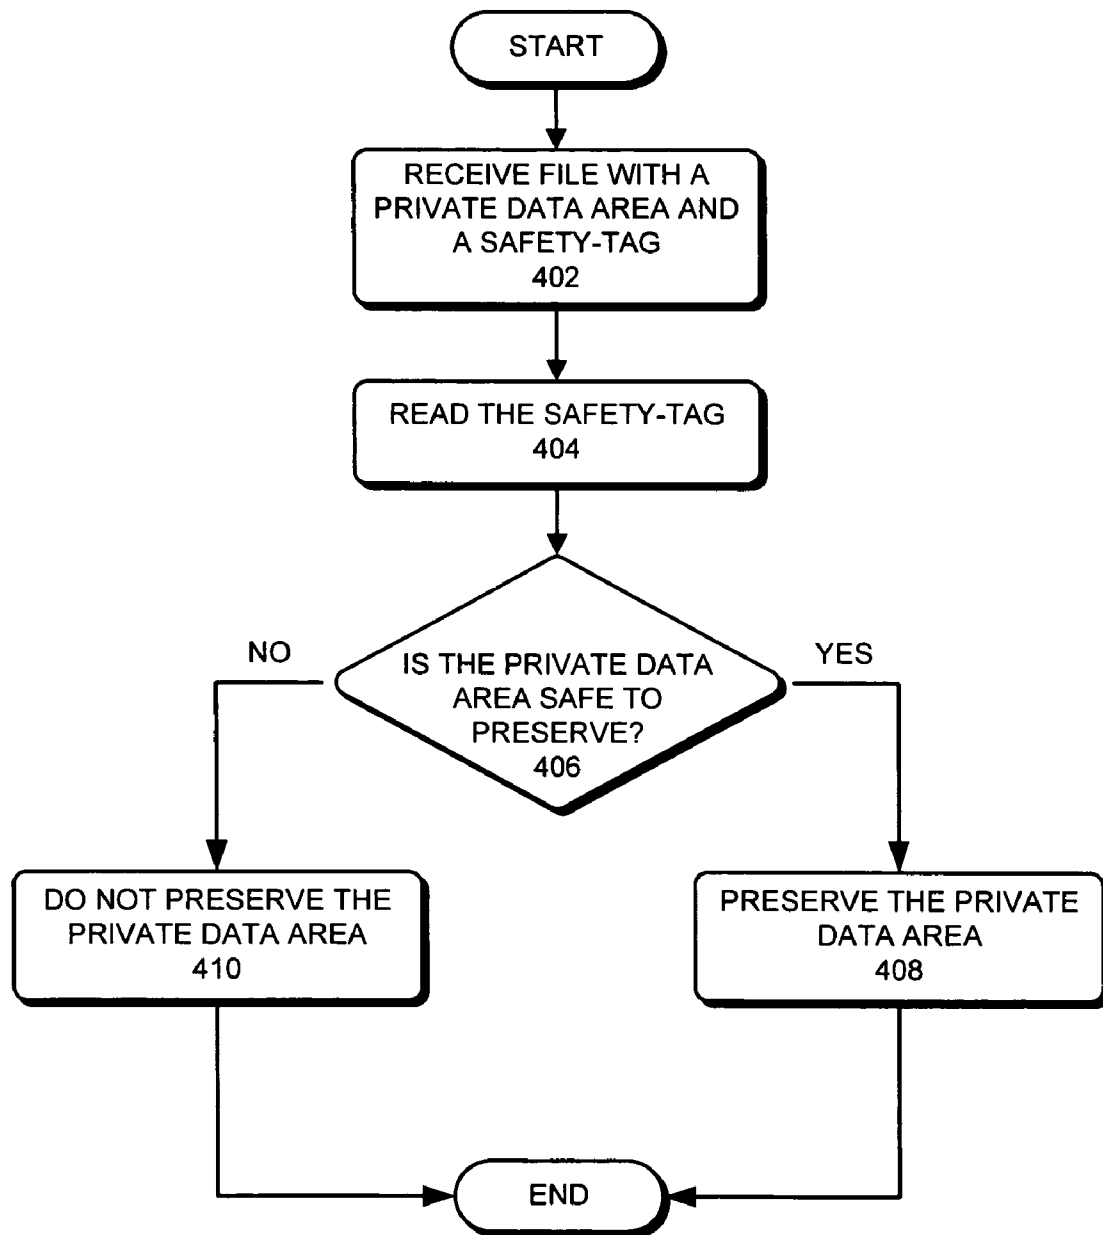 START
RECEIVE FILE WITH A
PRIVATE DATA AREA AND
A SAFETY-TAG
402
READ THE SAFETY-TAG
404
NO
YES
IS THE PRIVATE DATA
AREA SAFE TO
PRESERVE?
406
DO NOT PRESERVE THE
PRIVATE DATA AREA
410
PRESERVE THE PRIVATE
DATA AREA
408
END